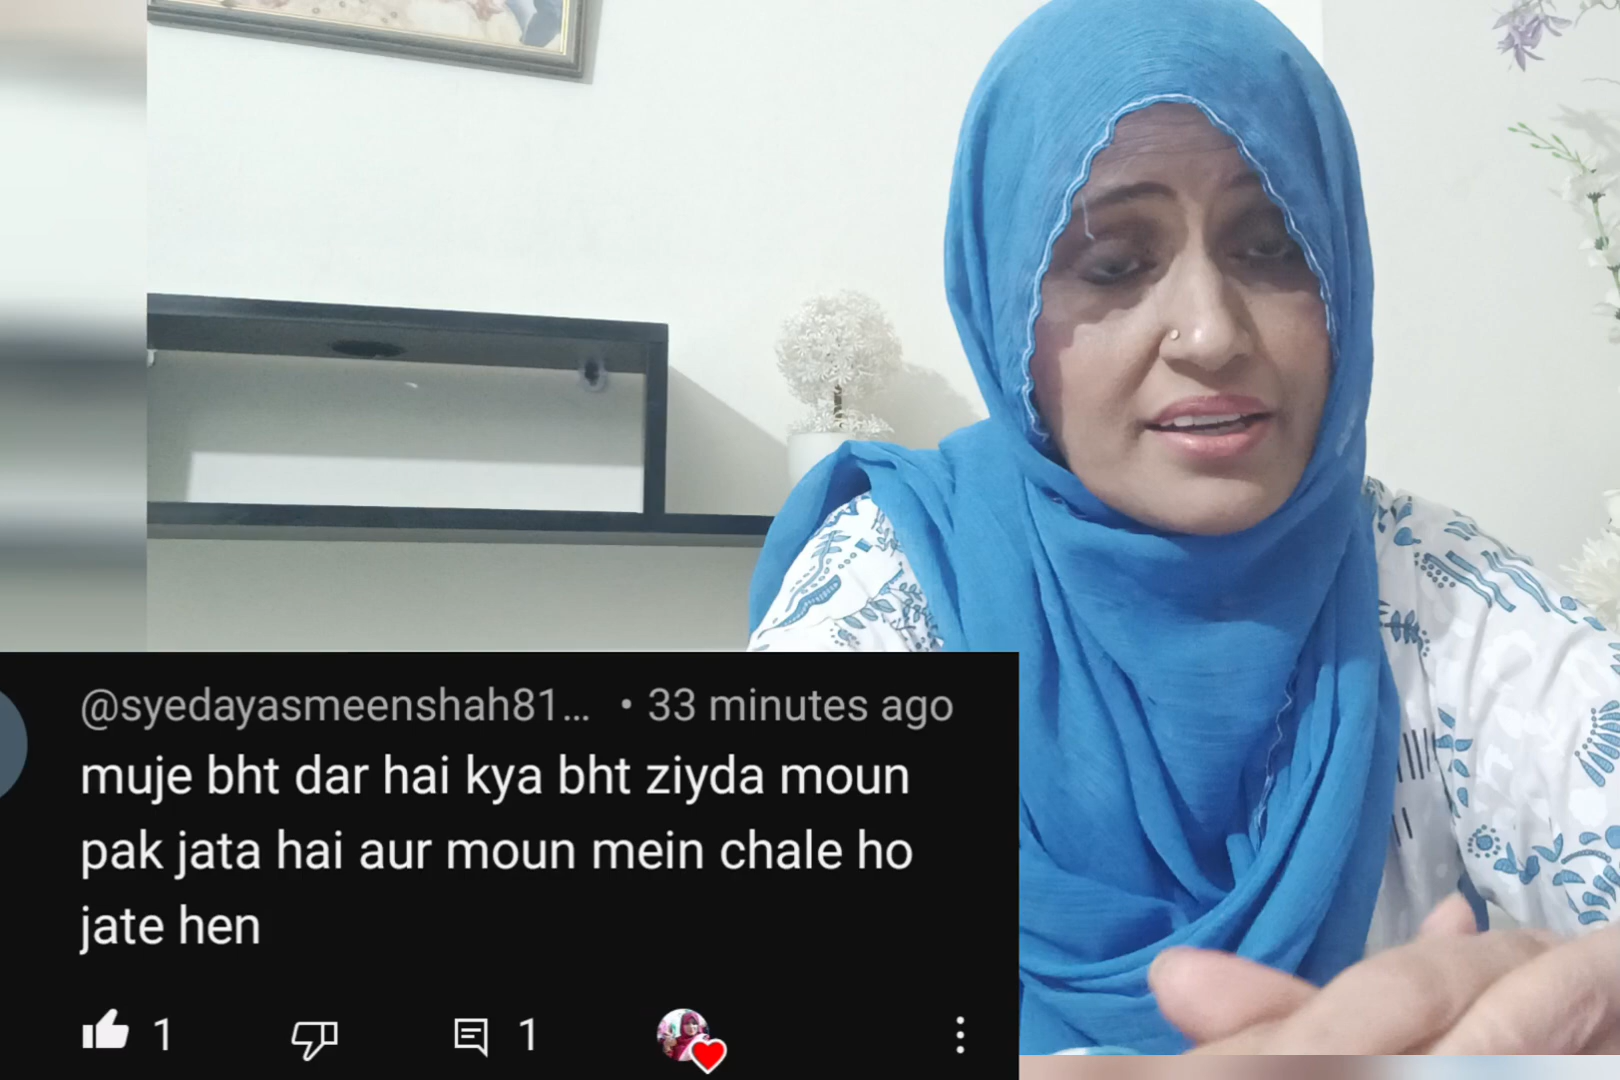 @syedayasmeenshah81... • 33 minutes ago
muje bht dar hai kya bht ziyda moun
pak jata hai aur moun mein chale ho
jate hen
1 1